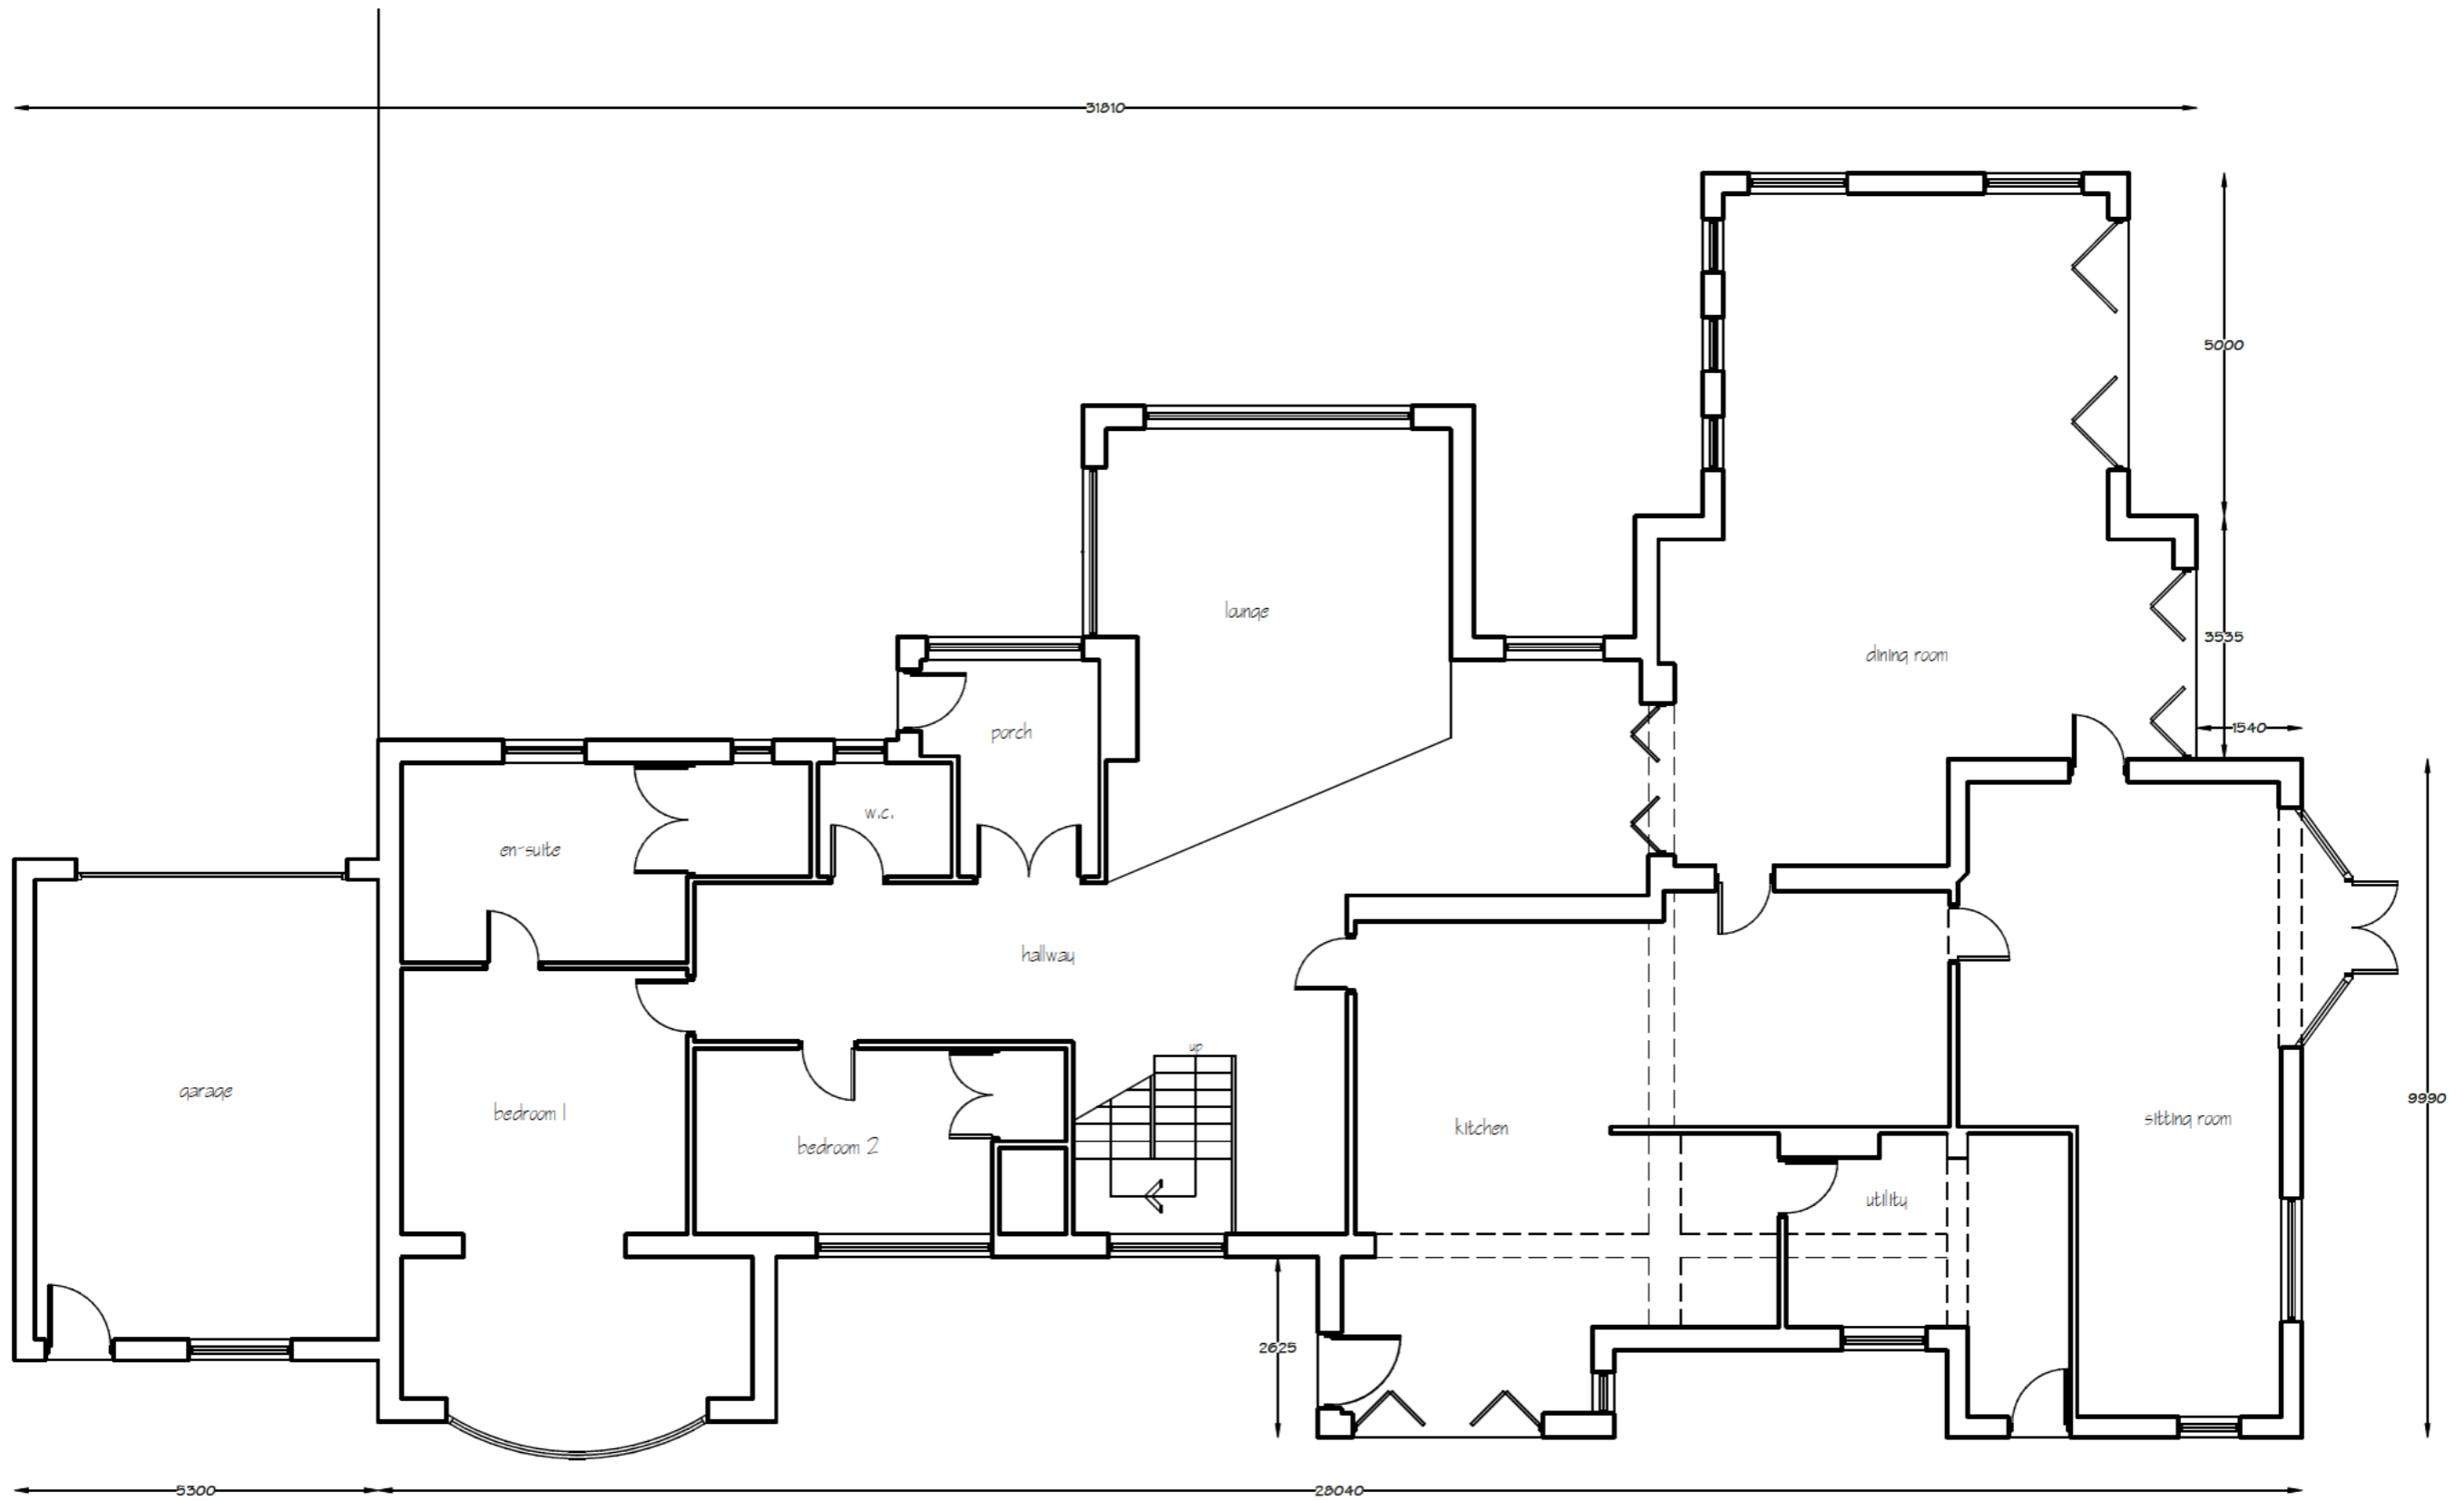 31810
5000
lounge
3535
dining room
1540
porch
w.c.
en-suite
hallway
up
garage
bedroom 1
bedroom 2
kitchen
sitting room
9990
utility
2625
5300
28040